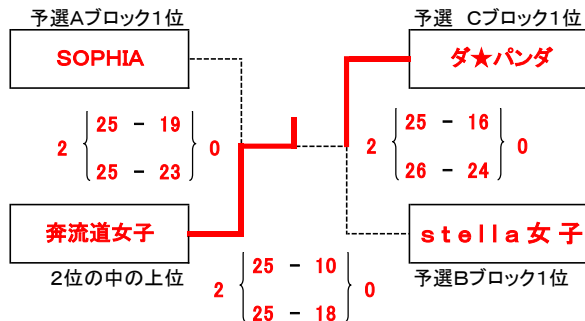 予選Aブロック1位
予選 Cブロック1位
SOPHIA
ダ★パンダ
2 25 - 19 0
25 - 23
2 25 - 16 0
26 - 24
奔流道女子
stella女子
2位の中の上位
予選Bブロック1位
2 25 - 10 0
25 - 18